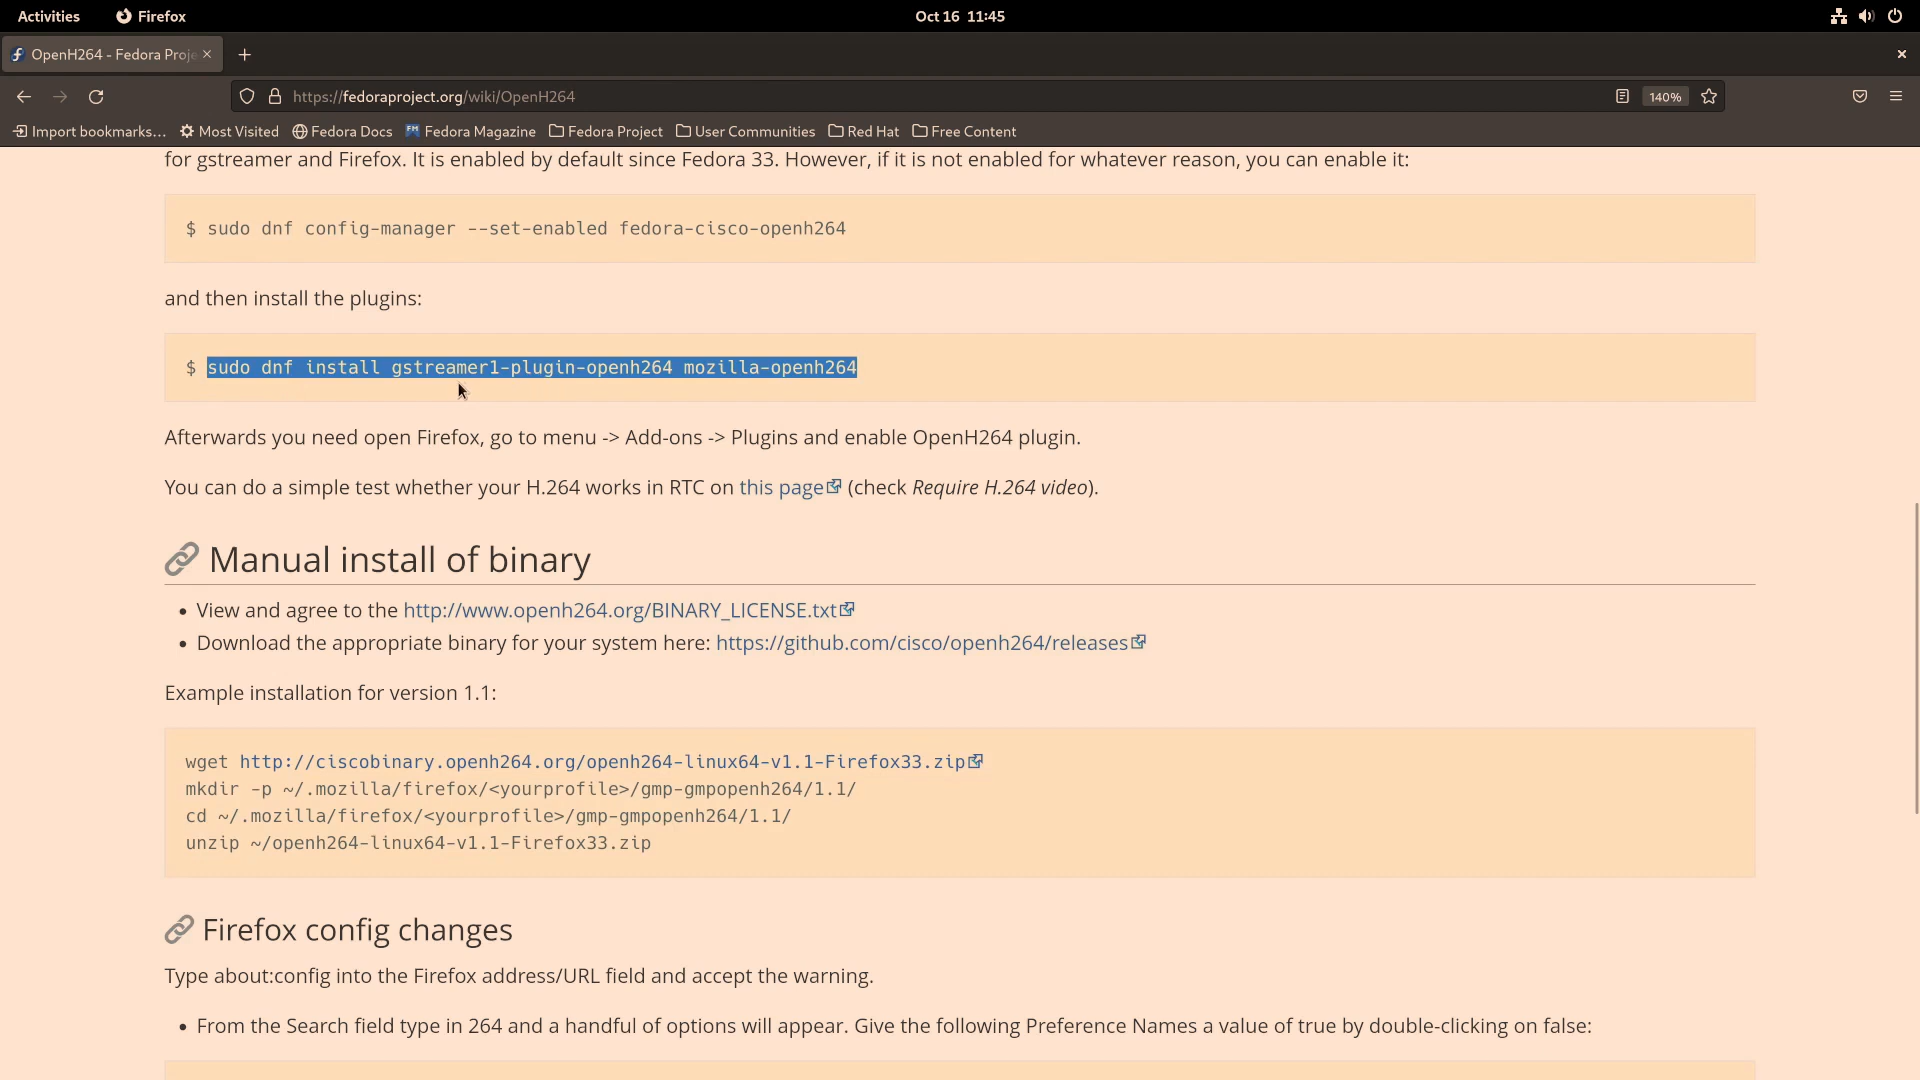 Activities
Firefox
Oct 16 11:45
OpenH264 - Fedora Proje
https://fedoraproject.org/wiki/OpenH264
140%
Import bookmarks... Most Visited Fedora Docs Fedora Magazine Fedora Project User Communities Red Hat Free Content
for gstreamer and Firefox. It is enabled by default since Fedora 33. However, if it is not enabled for whatever reason, you can enable it:
$ sudo dnf config-manager --set-enabled fedora-cisco-openh264
and then install the plugins:
$ sudo dnf install gstreamer1-plugin-openh264 mozilla-openh264
Afterwards you need open Firefox, go to menu -> Add-ons -> Plugins and enable OpenH264 plugin.
You can do a simple test whether your H.264 works in RTC on this page (check Require H.264 video).
Manual install of binary
• View and agree to the http://www.openh264.org/BINARY_LICENSE.txt
• Download the appropriate binary for your system here: https://github.com/cisco/openh264/releases
Example installation for version 1.1:
wget http://ciscobinary.openh264.org/openh264-linux64-v1.1-Firefox33.zip
mkdir -p ~/.mozilla/firefox/<yourprofile>/gmp-gmpopenh264/1.1/
cd ~/.mozilla/firefox/<yourprofile>/gmp-gmpopenh264/1.1/
unzip ~/openh264-linux64-v1.1-Firefox33.zip
Firefox config changes
Type about:config into the Firefox address/URL field and accept the warning.
• From the Search field type in 264 and a handful of options will appear. Give the following Preference Names a value of true by double-clicking on false: